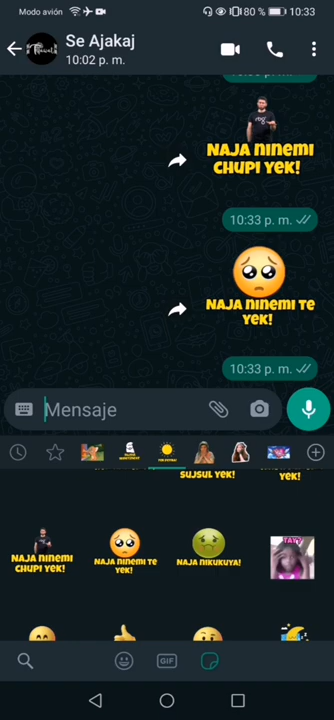 Modo avión 80 % 10:33
Se Ajakaj
10:02 p. m.
NAJA NINEMI
CHUPI YEK!
10:33 p. m.
NAJA NINEMI TE
YEK!
10:33 p. m.
Mensaje
SUJSUL YEK!
YEK!
NAJA NINEMI
CHUPI YEK!
NAJA NINEMI TE
YEK!
NAJA NIKUKUYA!
TATY
GIF